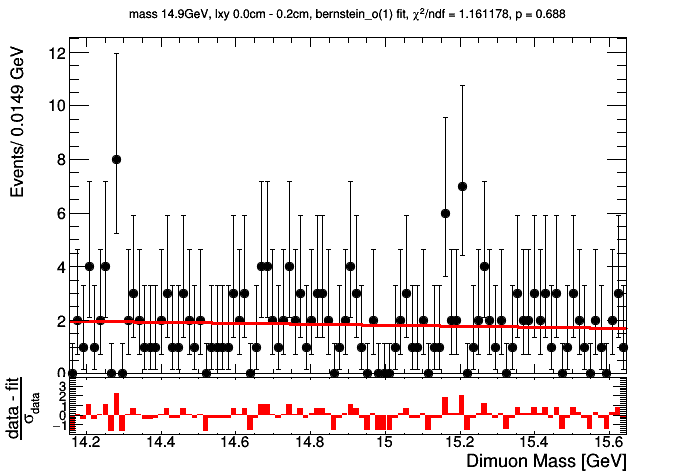 mass 14.9GeV, lxy 0.0cm - 0.2cm, bernstein_o(1) fit, χ²/ndf = 1.161178, p = 0.688
Events/ 0.0149 GeV
12
10
8
6
4
2
0
data - fit
σdata
3
2
1
0
−1
14.2 14.4 14.6 14.8 15 15.2 15.4 15.6
Dimuon Mass [GeV]